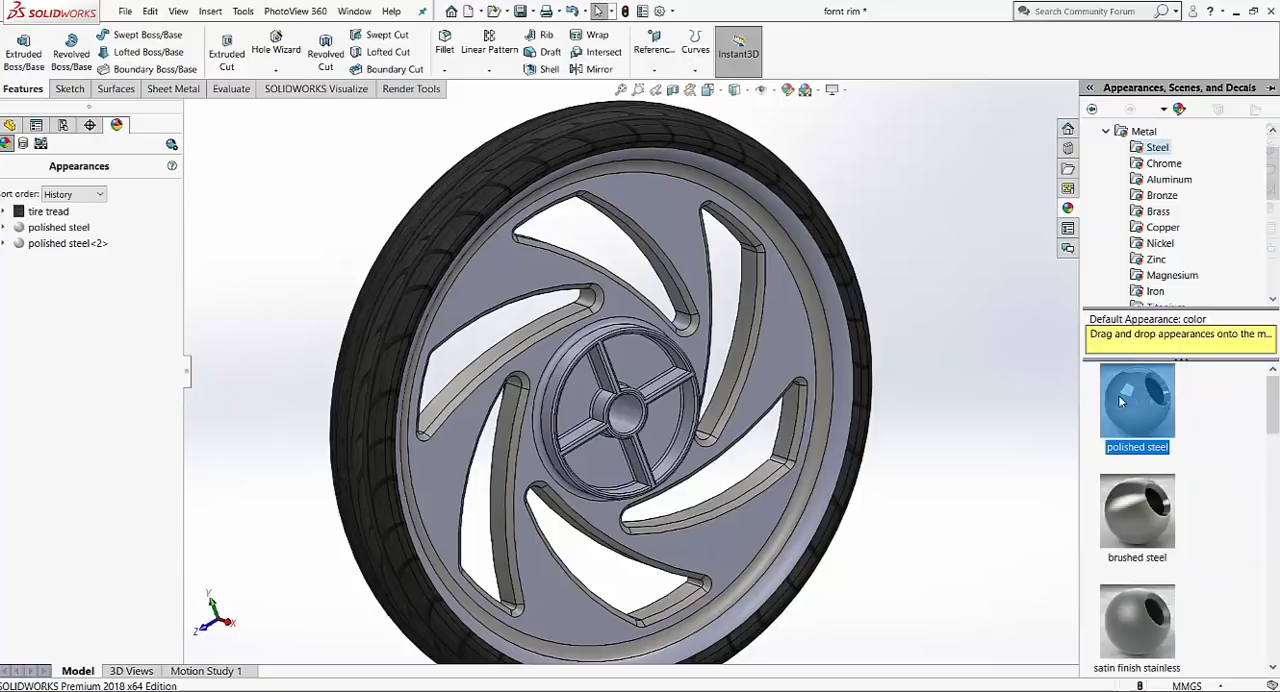 SOLIDWORKS
File Edit View Insert Tools PhotoView 360 Window Help
fornt rim *
Search Community Forum
?
Extruded Boss/Base
Revolved Boss/Base
Swept Boss/Base
Lofted Boss/Base
Boundary Boss/Base
Extruded Cut
Hole Wizard
Revolved Cut
Swept Cut
Lofted Cut
Boundary Cut
Fillet
Linear Pattern
Rib
Draft
Shell
Wrap
Intersect
Mirror
Referenc...
Curves
Instant3D
Features Sketch Surfaces Sheet Metal Evaluate SOLIDWORKS Visualize Render Tools
Appearances
Sort order: History
tire tread
polished steel
polished steel<2>
Y
Z
X
Appearances, Scenes, and Decals
Metal
Steel
Chrome
Aluminum
Bronze
Brass
Copper
Nickel
Zinc
Magnesium
Iron
Default Appearance: color
Drag and drop appearances onto the m...
polished steel
brushed steel
satin finish stainless
Model 3D Views Motion Study 1
SOLIDWORKS Premium 2018 x64 Edition
MMGS